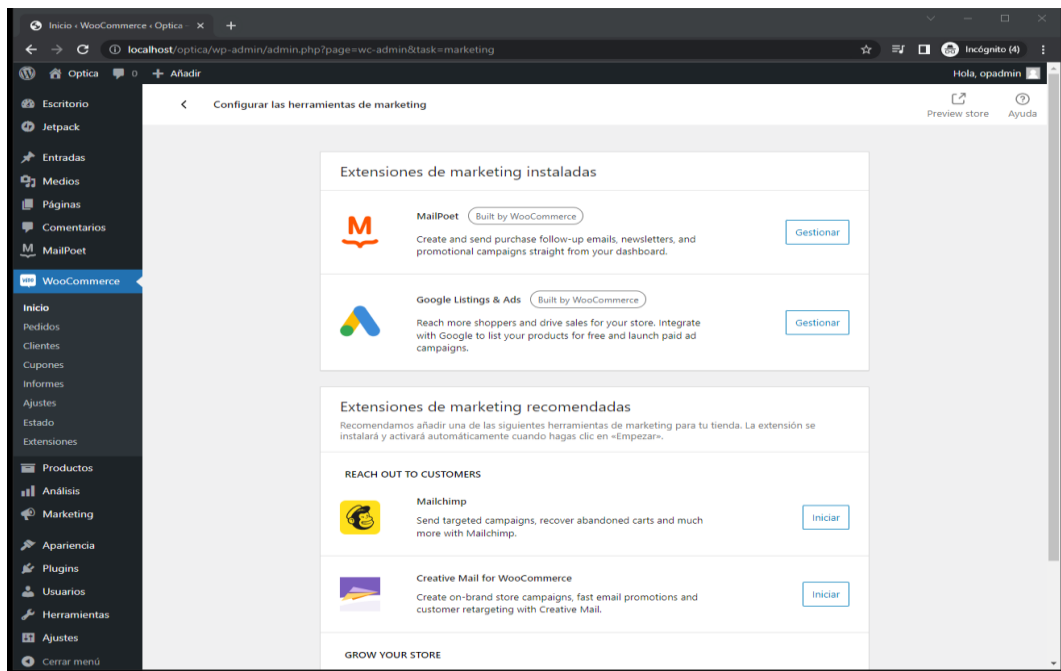 Inicio ‹ WooCommerce ‹ Optica
localhost/optica/wp-admin/admin.php?page=wc-admin&task=marketing
Incógnito (4)
Optica
0
Añadir
Hola, opadmin
Escritorio
Jetpack
Entradas
Medios
Páginas
Comentarios
MailPoet
WooCommerce
Inicio
Pedidos
Clientes
Cupones
Informes
Ajustes
Estado
Extensiones
Productos
Análisis
Marketing
Apariencia
Plugins
Usuarios
Herramientas
Ajustes
Cerrar menú
Configurar las herramientas de marketing
Preview store
Ayuda
Extensiones de marketing instaladas
MailPoet Built by WooCommerce
Create and send purchase follow-up emails, newsletters, and
promotional campaigns straight from your dashboard.
Gestionar
Google Listings & Ads Built by WooCommerce
Reach more shoppers and drive sales for your store. Integrate
with Google to list your products for free and launch paid ad
campaigns.
Gestionar
Extensiones de marketing recomendadas
Recomendamos añadir una de las siguientes herramientas de marketing para tu tienda. La extensión se
instalará y activará automáticamente cuando hagas clic en «Empezar».
REACH OUT TO CUSTOMERS
Mailchimp
Send targeted campaigns, recover abandoned carts and much
more with Mailchimp.
Iniciar
Creative Mail for WooCommerce
Create on-brand store campaigns, fast email promotions and
customer retargeting with Creative Mail.
Iniciar
GROW YOUR STORE